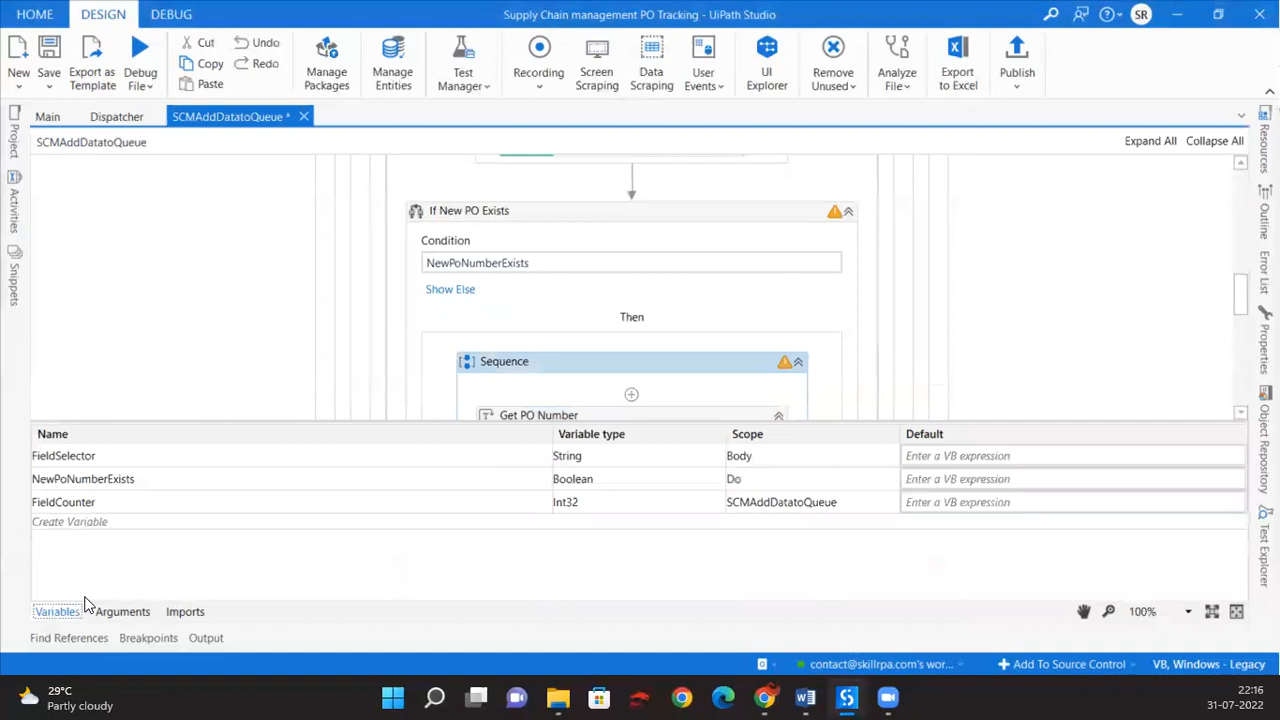 HOME DESIGN DEBUG Supply Chain management PO Tracking - UiPath Studio SR
New Save Export as Template Debug File Cut Copy Paste Undo Redo Manage Packages Manage Entities Test Manager Recording Screen Scraping Data Scraping User Events UI Explorer Remove Unused Analyze File Export to Excel Publish
Main Dispatcher SCMAddDatatoQueue *
SCMAddDatatoQueue Expand All Collapse All
Project
Activities
Snippets
If New PO Exists
Condition
NewPoNumberExists
Show Else
Then
Sequence
Get PO Number
Resources
Outline
Error List
Properties
Object Repository
Test Explorer
Name Variable type Scope Default
FieldSelector String Body Enter a VB expression
NewPoNumberExists Boolean Do Enter a VB expression
FieldCounter Int32 SCMAddDatatoQueue Enter a VB expression
Create Variable
Variables Arguments Imports 100%
Find References Breakpoints Output
contact@skillrpa.com's wor... Add To Source Control VB, Windows - Legacy
29°C
Partly cloudy
22:16
31-07-2022